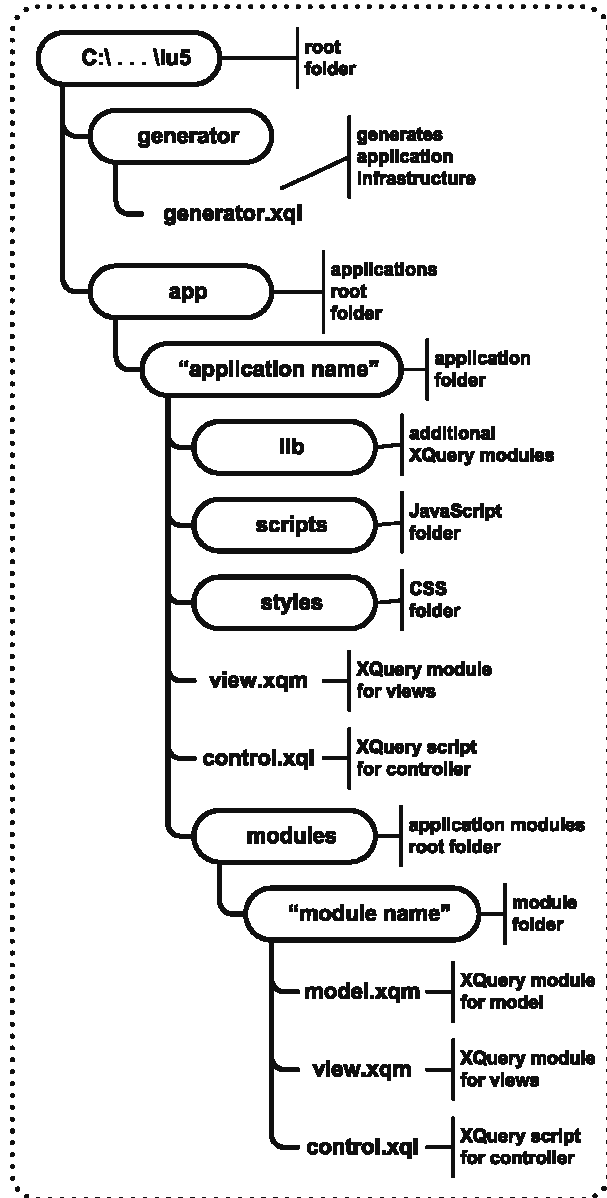 C:\ . . . \lu5
root
folder
generator
generates
application
infrastructure
generator.xql
app
applications
root
folder
“application name”
application
folder
lib
additional
XQuery modules
scripts
JavaScript
folder
styles
CSS
folder
view.xqm
XQuery module
for views
control.xql
XQuery script
for controller
modules
application modules
root folder
“module name”
module
folder
model.xqm
XQuery module
for model
view.xqm
XQuery module
for views
control.xql
XQuery script
for controller